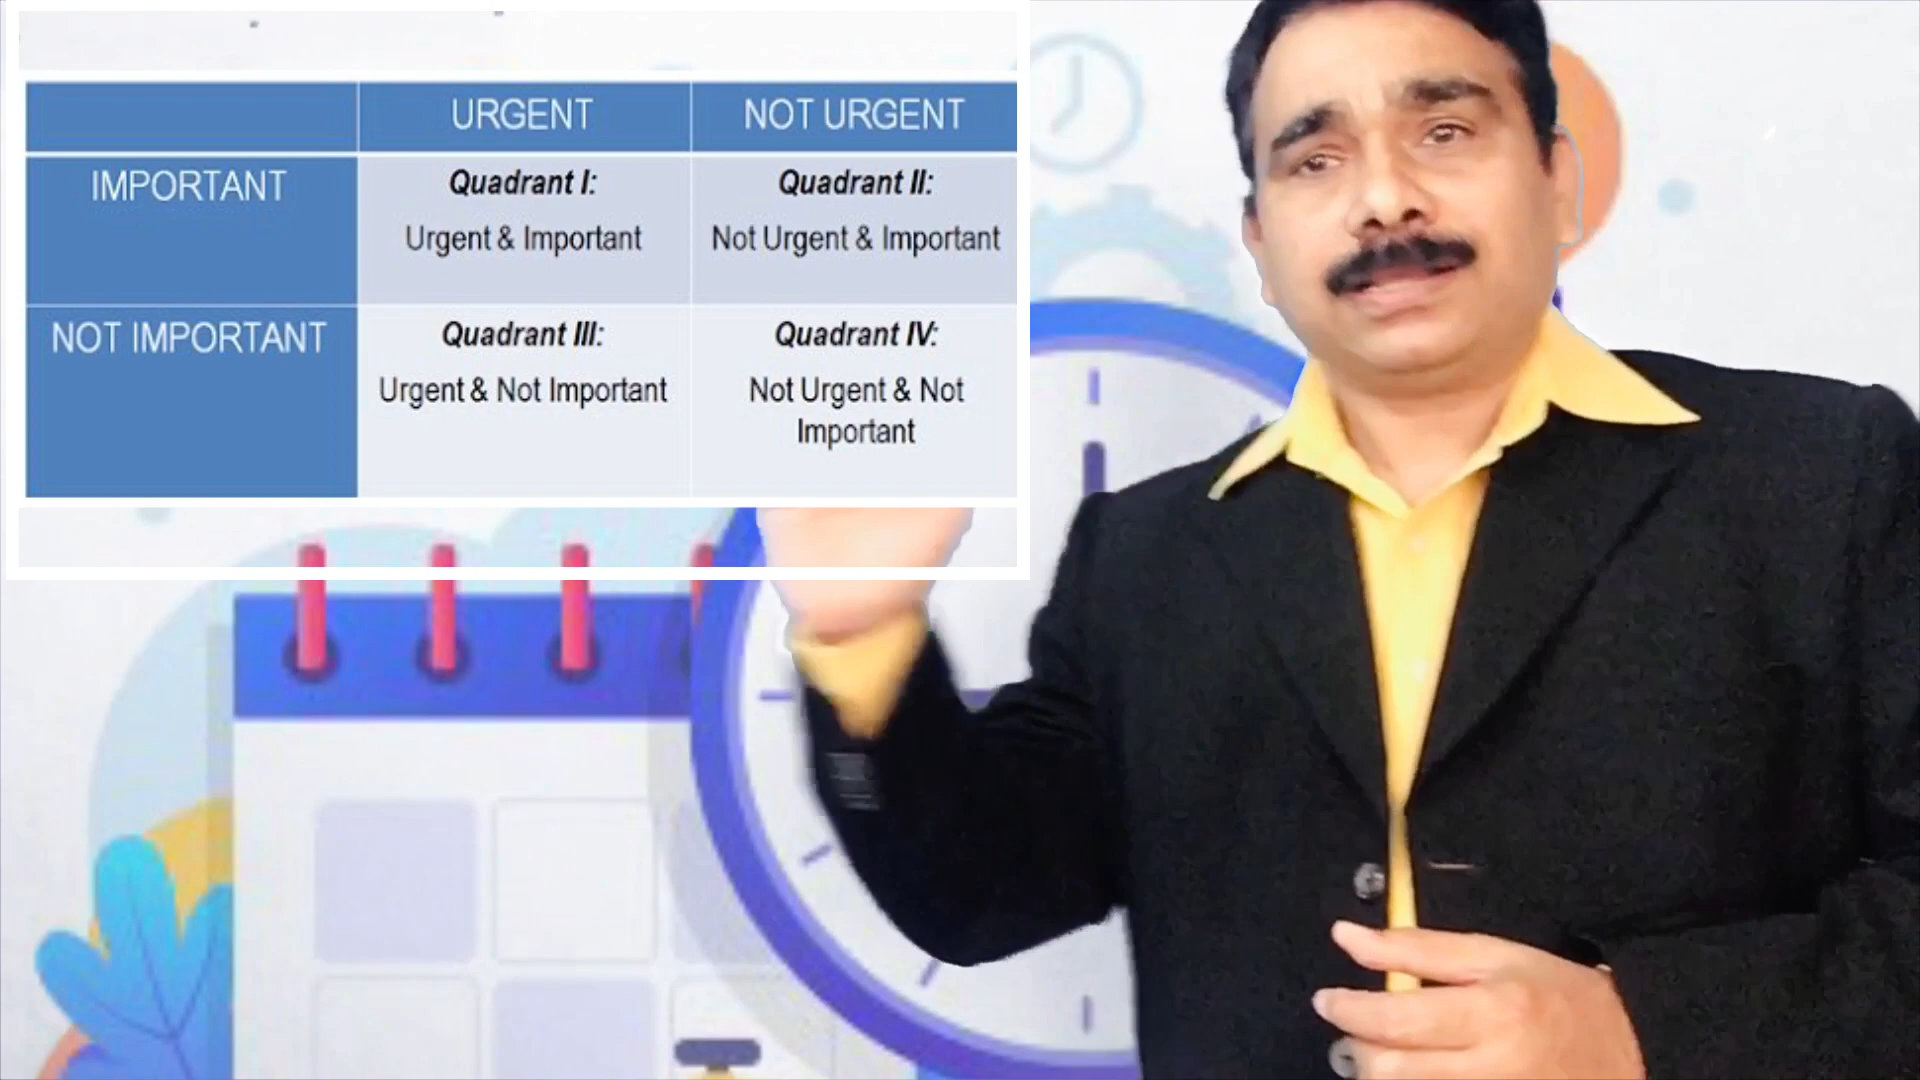 URGENT NOT URGENT
IMPORTANT Quadrant I: Quadrant II:
Urgent & Important Not Urgent & Important
NOT IMPORTANT Quadrant III: Quadrant IV:
Urgent & Not Important Not Urgent & Not
Important